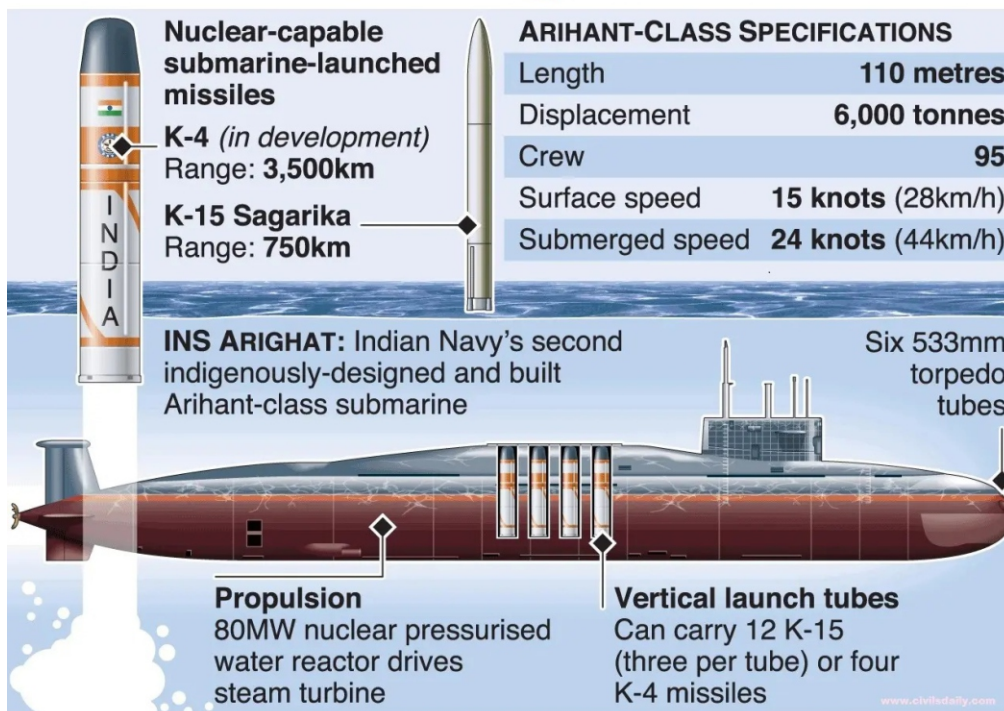 Nuclear-capable
submarine-launched
missiles
K-4 (in development)
Range: 3,500km
K-15 Sagarika
Range: 750km
INDIA
ARIHANT-CLASS SPECIFICATIONS
Length 110 metres
Displacement 6,000 tonnes
Crew 95
Surface speed 15 knots (28km/h)
Submerged speed 24 knots (44km/h)
INS ARIGHAT: Indian Navy's second
indigenously-designed and built
Arihant-class submarine
Six 533mm
torpedo
tubes
Propulsion
80MW nuclear pressurised
water reactor drives
steam turbine
Vertical launch tubes
Can carry 12 K-15
(three per tube) or four
K-4 missiles
www.civilsdaily.com